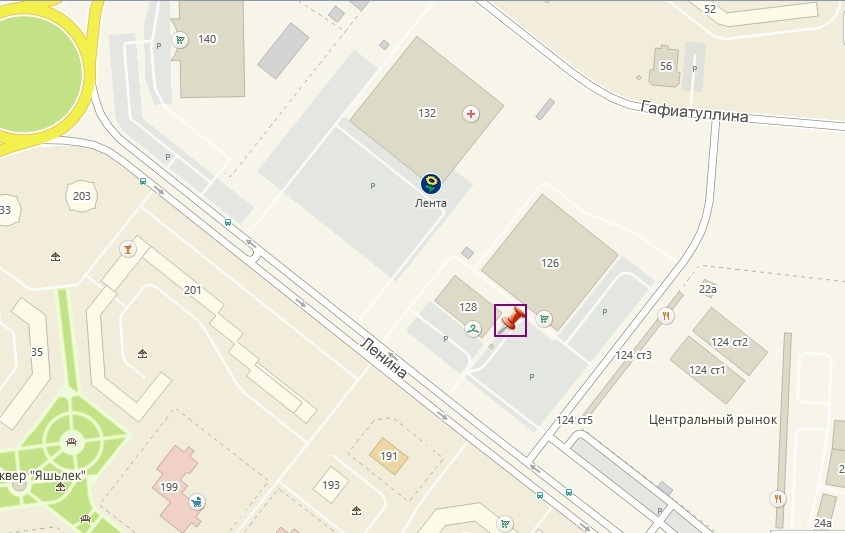 52
140
56
P
P
132
Гафиатуллина
P
P
203
33
Лента
126
201
22а
128
P
124 ст2
35
P
124 ст3
124 ст1
Ленина
P
124 ст5
Центральный рынок
191
199
193
сквер "Яшьлек"
P
24а